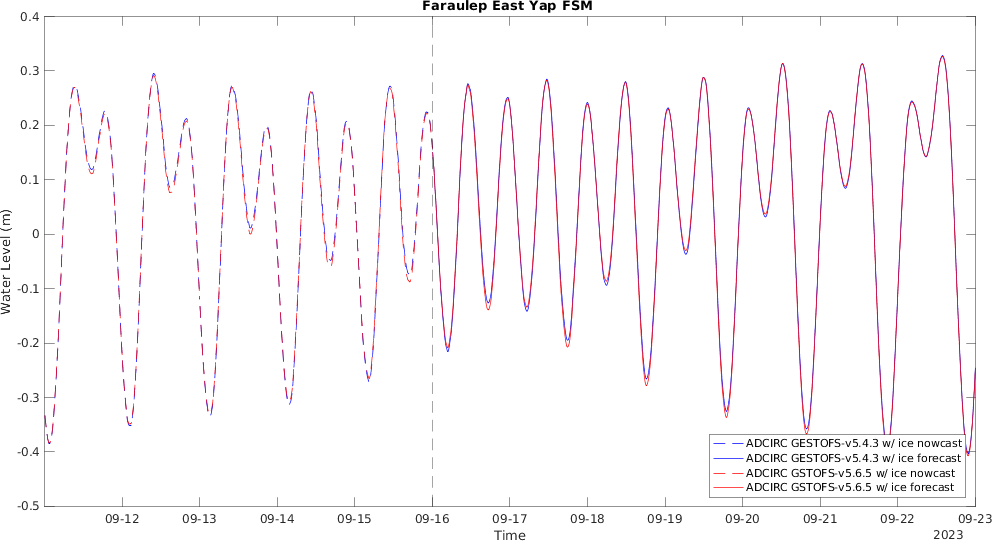 Faraulep East Yap FSM
0.4
0.3
0.2
0.1
0
-0.1
-0.2
-0.3
-0.4
-0.5
Water Level (m)
ADCIRC GESTOFS-v5.4.3 w/ ice nowcast
ADCIRC GESTOFS-v5.4.3 w/ ice forecast
ADCIRC GSTOFS-v5.6.5 w/ ice nowcast
ADCIRC GSTOFS-v5.6.5 w/ ice forecast
09-12 09-13 09-14 09-15 09-16 09-17 09-18 09-19 09-20 09-21 09-22 09-23
Time
2023